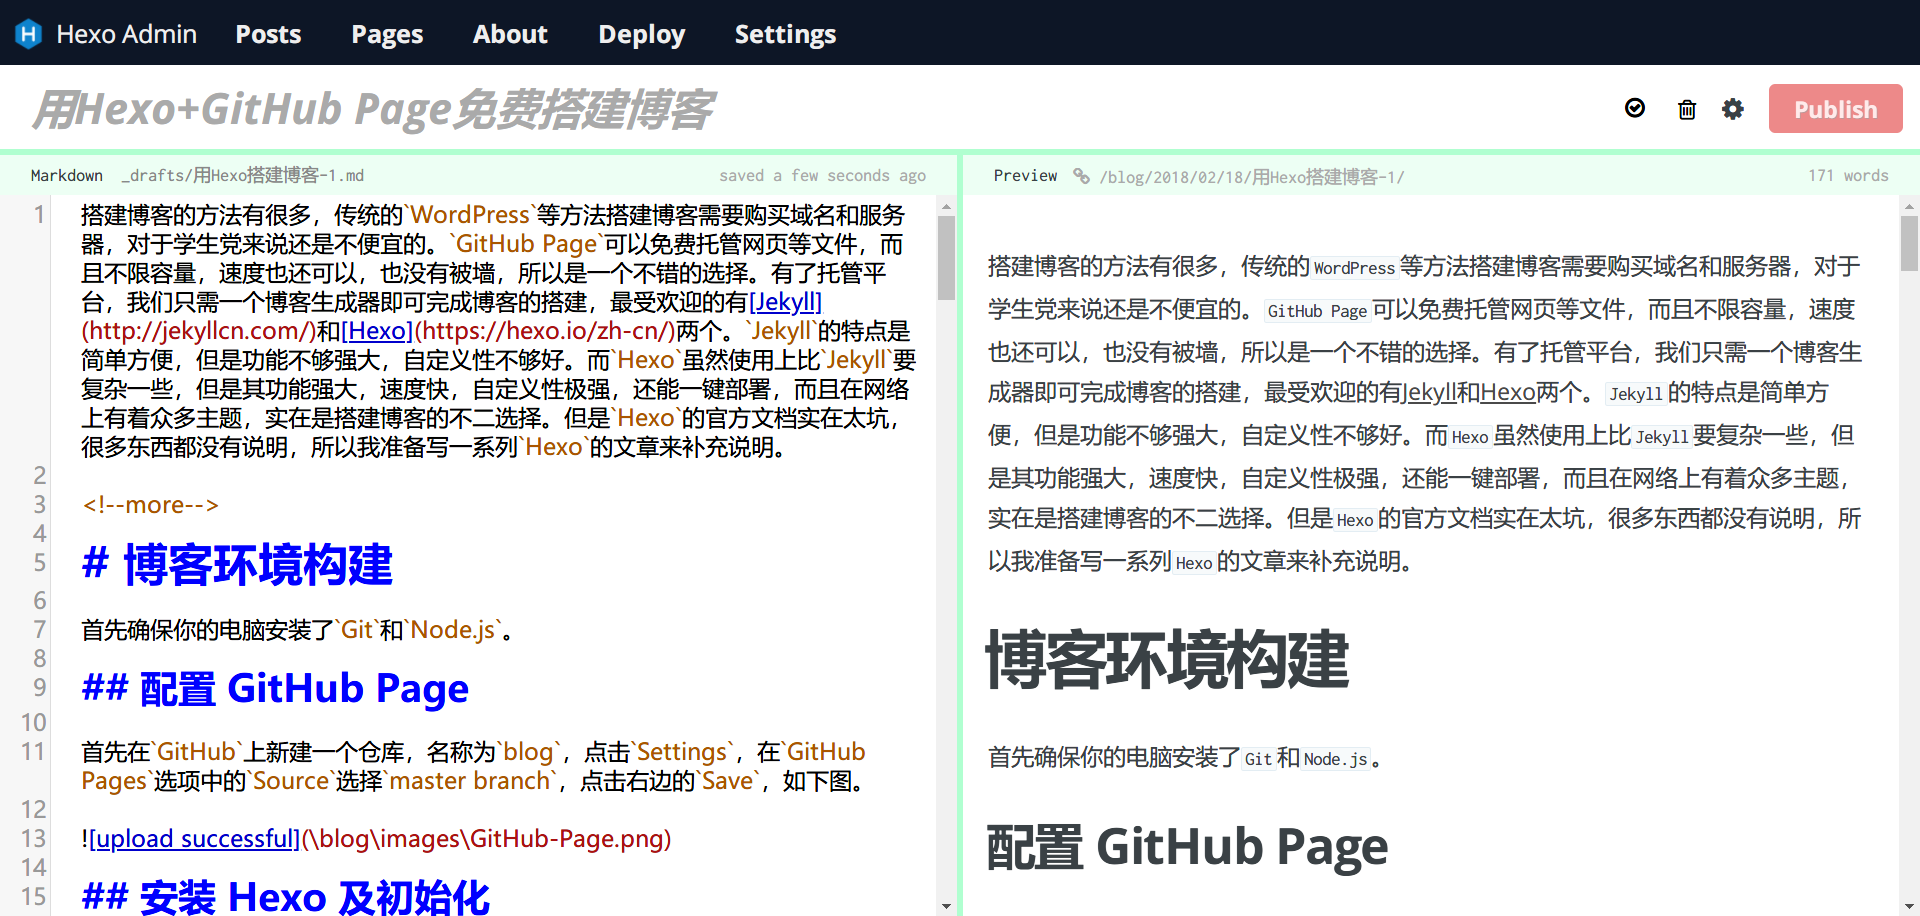 Hexo Admin Posts Pages About Deploy Settings
用Hexo+GitHub Page免费搭建博客
Publish
Markdown _drafts/用Hexo搭建博客-1.md saved a few seconds ago
1 搭建博客的方法有很多，传统的`WordPress`等方法搭建博客需要购买域名和服务
器，对于学生党来说还是不便宜的。`GitHub Page`可以免费托管网页等文件，而
且不限容量，速度也还可以，也没有被墙，所以是一个不错的选择。有了托管平
台，我们只需一个博客生成器即可完成博客的搭建，最受欢迎的有[Jekyll]
(http://jekyllcn.com/)和[Hexo](https://hexo.io/zh-cn/)两个。`Jekyll`的特点是
简单方便，但是功能不够强大，自定义性不够好。而`Hexo`虽然使用上比`Jekyll`要
复杂一些，但是其功能强大，速度快，自定义性极强，还能一键部署，而且在网络
上有着众多主题，实在是搭建博客的不二选择。但是`Hexo`的官方文档实在太坑，
很多东西都没有说明，所以我准备写一系列`Hexo`的文章来补充说明。
2
3 <!--more-->
4
5 # 博客环境构建
6
7 首先确保你的电脑安装了`Git`和`Node.js`。
8
9 ## 配置 GitHub Page
10
11 首先在`GitHub`上新建一个仓库，名称为`blog`，点击`Settings`，在`GitHub
Pages`选项中的`Source`选择`master branch`，点击右边的`Save`，如下图。
12
13 ![upload successful](\blog\images\GitHub-Page.png)
14
15 ## 安装 Hexo 及初始化
Preview /blog/2018/02/18/用Hexo搭建博客-1/ 171 words
搭建博客的方法有很多，传统的WordPress等方法搭建博客需要购买域名和服务器，对于
学生党来说还是不便宜的。GitHub Page可以免费托管网页等文件，而且不限容量，速度
也还可以，也没有被墙，所以是一个不错的选择。有了托管平台，我们只需一个博客生
成器即可完成博客的搭建，最受欢迎的有Jekyll和Hexo两个。Jekyll的特点是简单方
便，但是功能不够强大，自定义性不够好。而Hexo虽然使用上比Jekyll要复杂一些，但
是其功能强大，速度快，自定义性极强，还能一键部署，而且在网络上有着众多主题，
实在是搭建博客的不二选择。但是Hexo的官方文档实在太坑，很多东西都没有说明，所
以我准备写一系列Hexo的文章来补充说明。
博客环境构建
首先确保你的电脑安装了Git和Node.js。
配置 GitHub Page